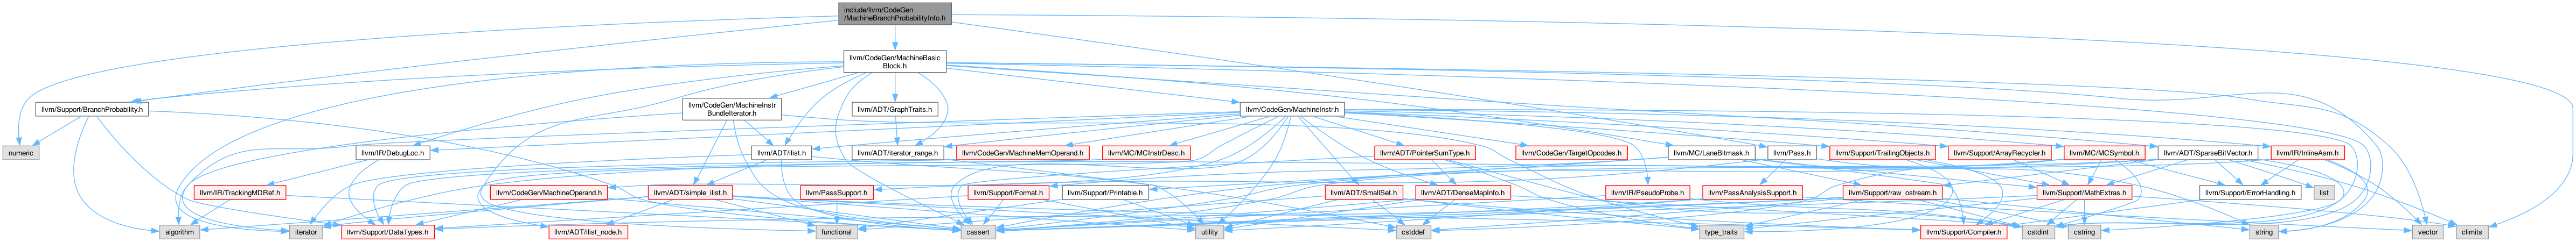 include/llvm/CodeGen
/MachineBranchProbabilityInfo.h
llvm/CodeGen/MachineBasic
Block.h
llvm/Support/BranchProbability.h
llvm/CodeGen/MachineInstr
BundleIterator.h
llvm/ADT/GraphTraits.h
llvm/CodeGen/MachineInstr.h
numeric
llvm/IR/DebugLoc.h
llvm/ADT/ilist.h
llvm/ADT/iterator_range.h
llvm/CodeGen/MachineMemOperand.h
llvm/MC/MCInstrDesc.h
llvm/ADT/PointerSumType.h
llvm/CodeGen/TargetOpcodes.h
llvm/MC/LaneBitmask.h
llvm/Pass.h
llvm/Support/TrailingObjects.h
llvm/Support/ArrayRecycler.h
llvm/MC/MCSymbol.h
llvm/ADT/SparseBitVector.h
llvm/IR/InlineAsm.h
llvm/IR/TrackingMDRef.h
llvm/CodeGen/MachineOperand.h
llvm/ADT/simple_ilist.h
llvm/PassSupport.h
llvm/Support/Format.h
llvm/Support/Printable.h
llvm/ADT/SmallSet.h
llvm/ADT/DenseMapInfo.h
llvm/IR/PseudoProbe.h
llvm/PassAnalysisSupport.h
llvm/Support/raw_ostream.h
llvm/Support/MathExtras.h
llvm/Support/ErrorHandling.h
list
algorithm
iterator
llvm/Support/DataTypes.h
llvm/ADT/ilist_node.h
functional
cassert
utility
cstddef
type_traits
llvm/Support/Compiler.h
cstdint
cstring
string
vector
climits